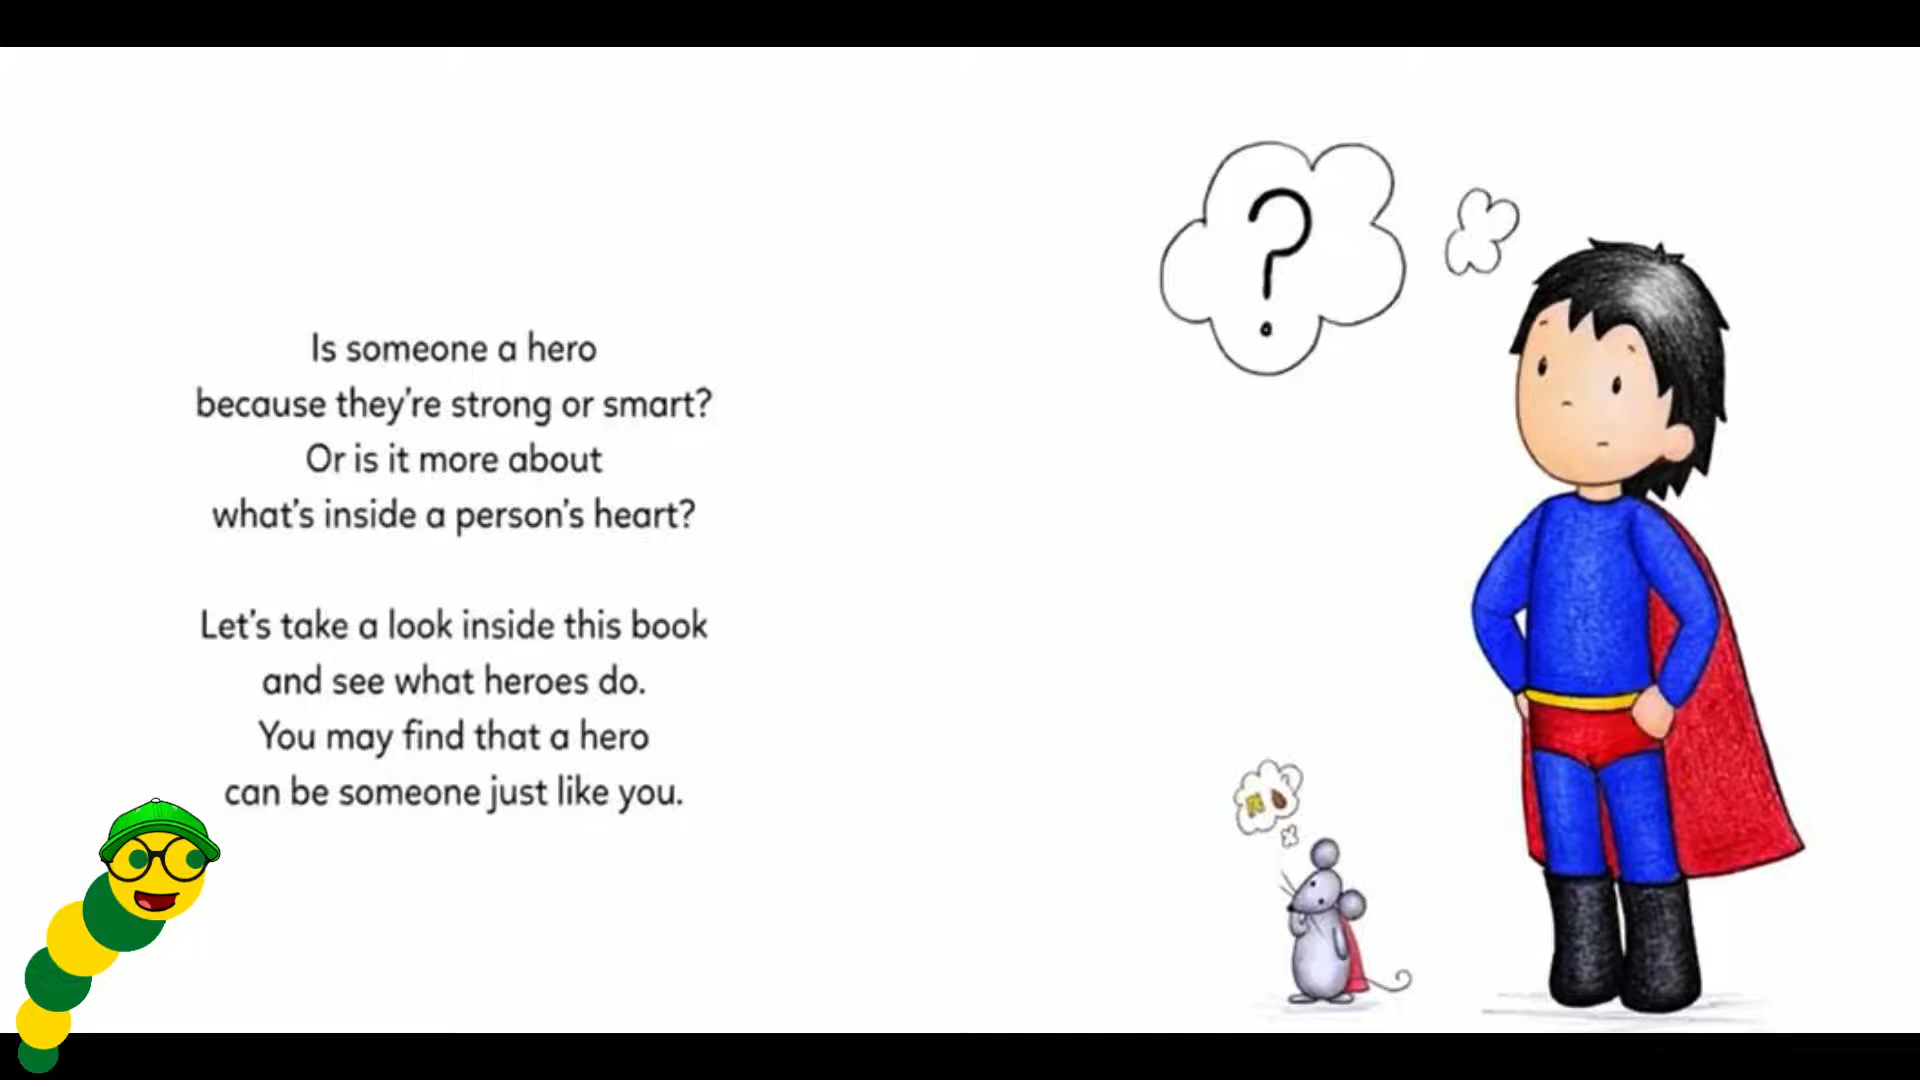 Is someone a hero
because they're strong or smart?
Or is it more about
what's inside a person's heart?
Let's take a look inside this book
and see what heroes do.
You may find that a hero
can be someone just like you.
?